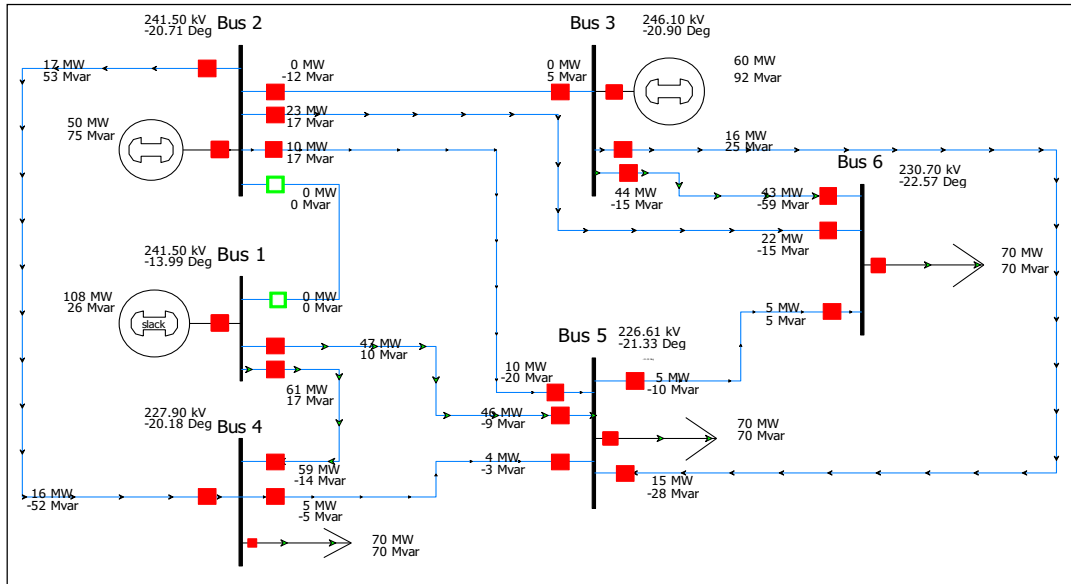 241.50 kV
-20.71 Deg
Bus 2
17 MW
53 Mvar
0 MW
-12 Mvar
23 MW
17 Mvar
50 MW
75 Mvar
10 MW
17 Mvar
0 MW
0 Mvar
246.10 kV
-20.90 Deg
Bus 3
0 MW
5 Mvar
60 MW
92 Mvar
16 MW
25 Mvar
44 MW
-15 Mvar
Bus 6
230.70 kV
-22.57 Deg
43 MW
-59 Mvar
22 MW
-15 Mvar
70 MW
70 Mvar
5 MW
5 Mvar
241.50 kV
-13.99 Deg
Bus 1
108 MW
26 Mvar
slack
0 MW
0 Mvar
47 MW
10 Mvar
61 MW
17 Mvar
226.61 kV
-21.33 Deg
Bus 5
10 MW
-20 Mvar
5 MW
-10 Mvar
46 MW
-9 Mvar
70 MW
70 Mvar
4 MW
-3 Mvar
15 MW
-28 Mvar
227.90 kV
-20.18 Deg
Bus 4
59 MW
-14 Mvar
16 MW
-52 Mvar
5 MW
-5 Mvar
70 MW
70 Mvar